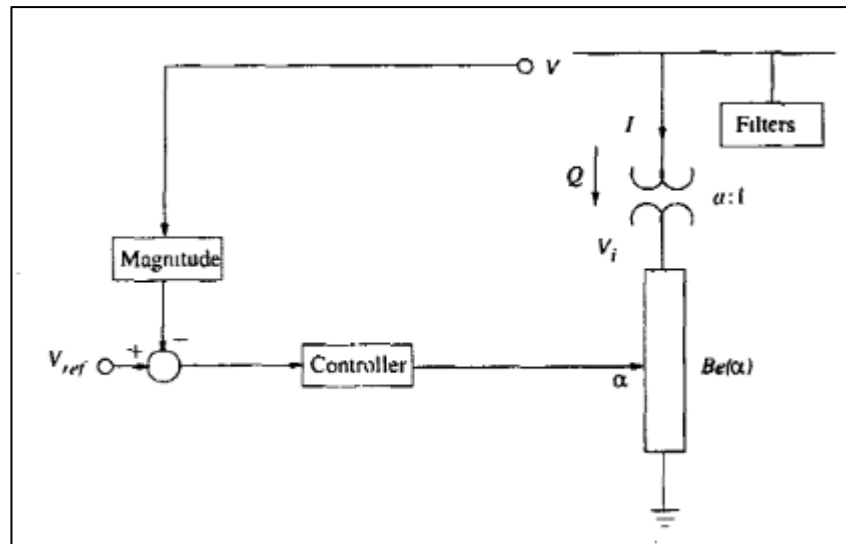 V
I
Filters
Q
a:1
Magnitude
V_i
+
−
V_ref
Controller
α
Be(α)